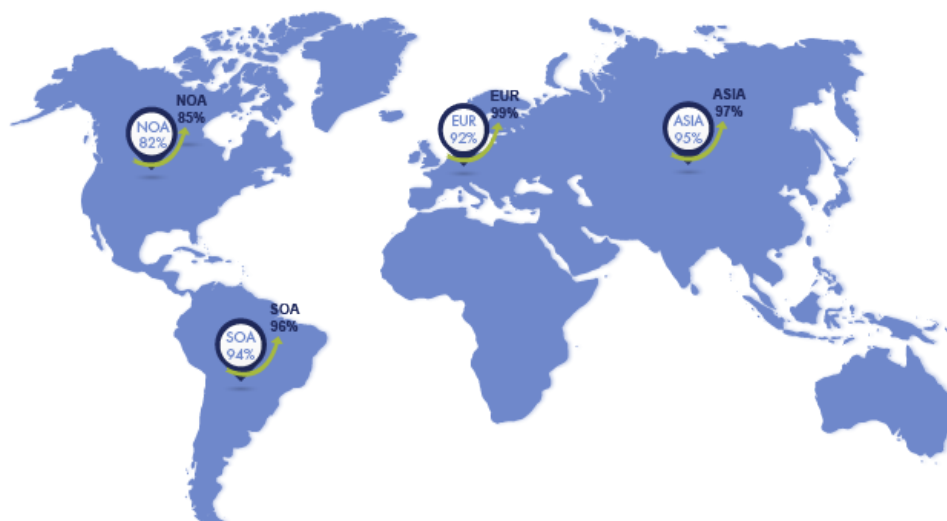 NOA
85%
NOA
82%
EUR
99%
EUR
92%
ASIA
97%
ASIA
95%
SOA
96%
SOA
94%